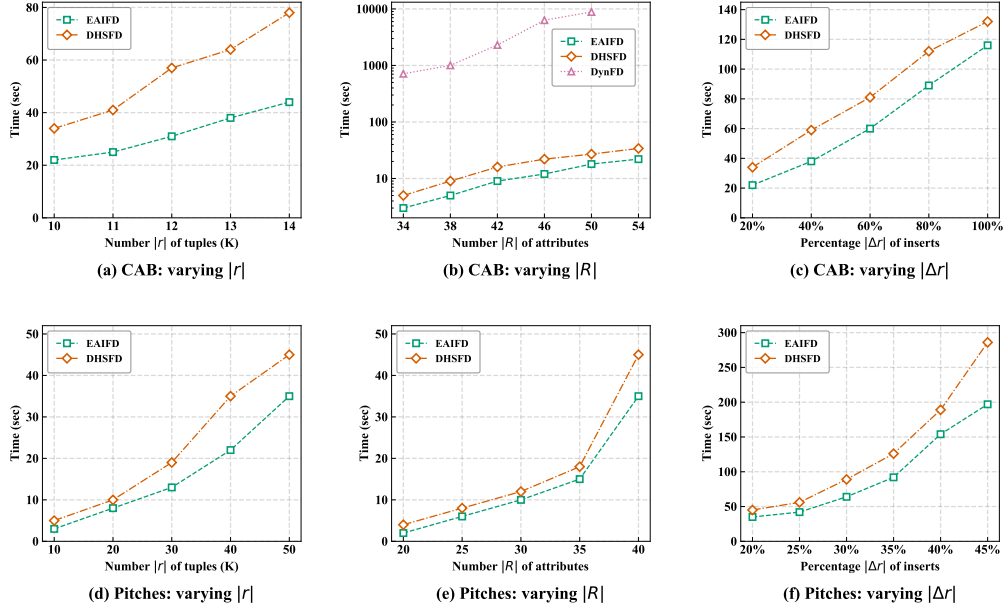 80
60
40
20
0
Time (sec)
EAIFD
DHSFD
10 11 12 13 14
Number |r| of tuples (K)
(a) CAB: varying |r|
10000
1000
100
10
Time (sec)
EAIFD
DHSFD
DynFD
34 38 42 46 50 54
Number |R| of attributes
(b) CAB: varying |R|
140
120
100
80
60
40
20
0
Time (sec)
EAIFD
DHSFD
20% 40% 60% 80% 100%
Percentage |Δr| of inserts
(c) CAB: varying |Δr|
50
40
30
20
10
0
Time (sec)
EAIFD
DHSFD
10 20 30 40 50
Number |r| of tuples (K)
(d) Pitches: varying |r|
50
40
30
20
10
0
Time (sec)
EAIFD
DHSFD
20 25 30 35 40
Number |R| of attributes
(e) Pitches: varying |R|
300
250
200
150
100
50
0
Time (sec)
EAIFD
DHSFD
20% 25% 30% 35% 40% 45%
Percentage |Δr| of inserts
(f) Pitches: varying |Δr|